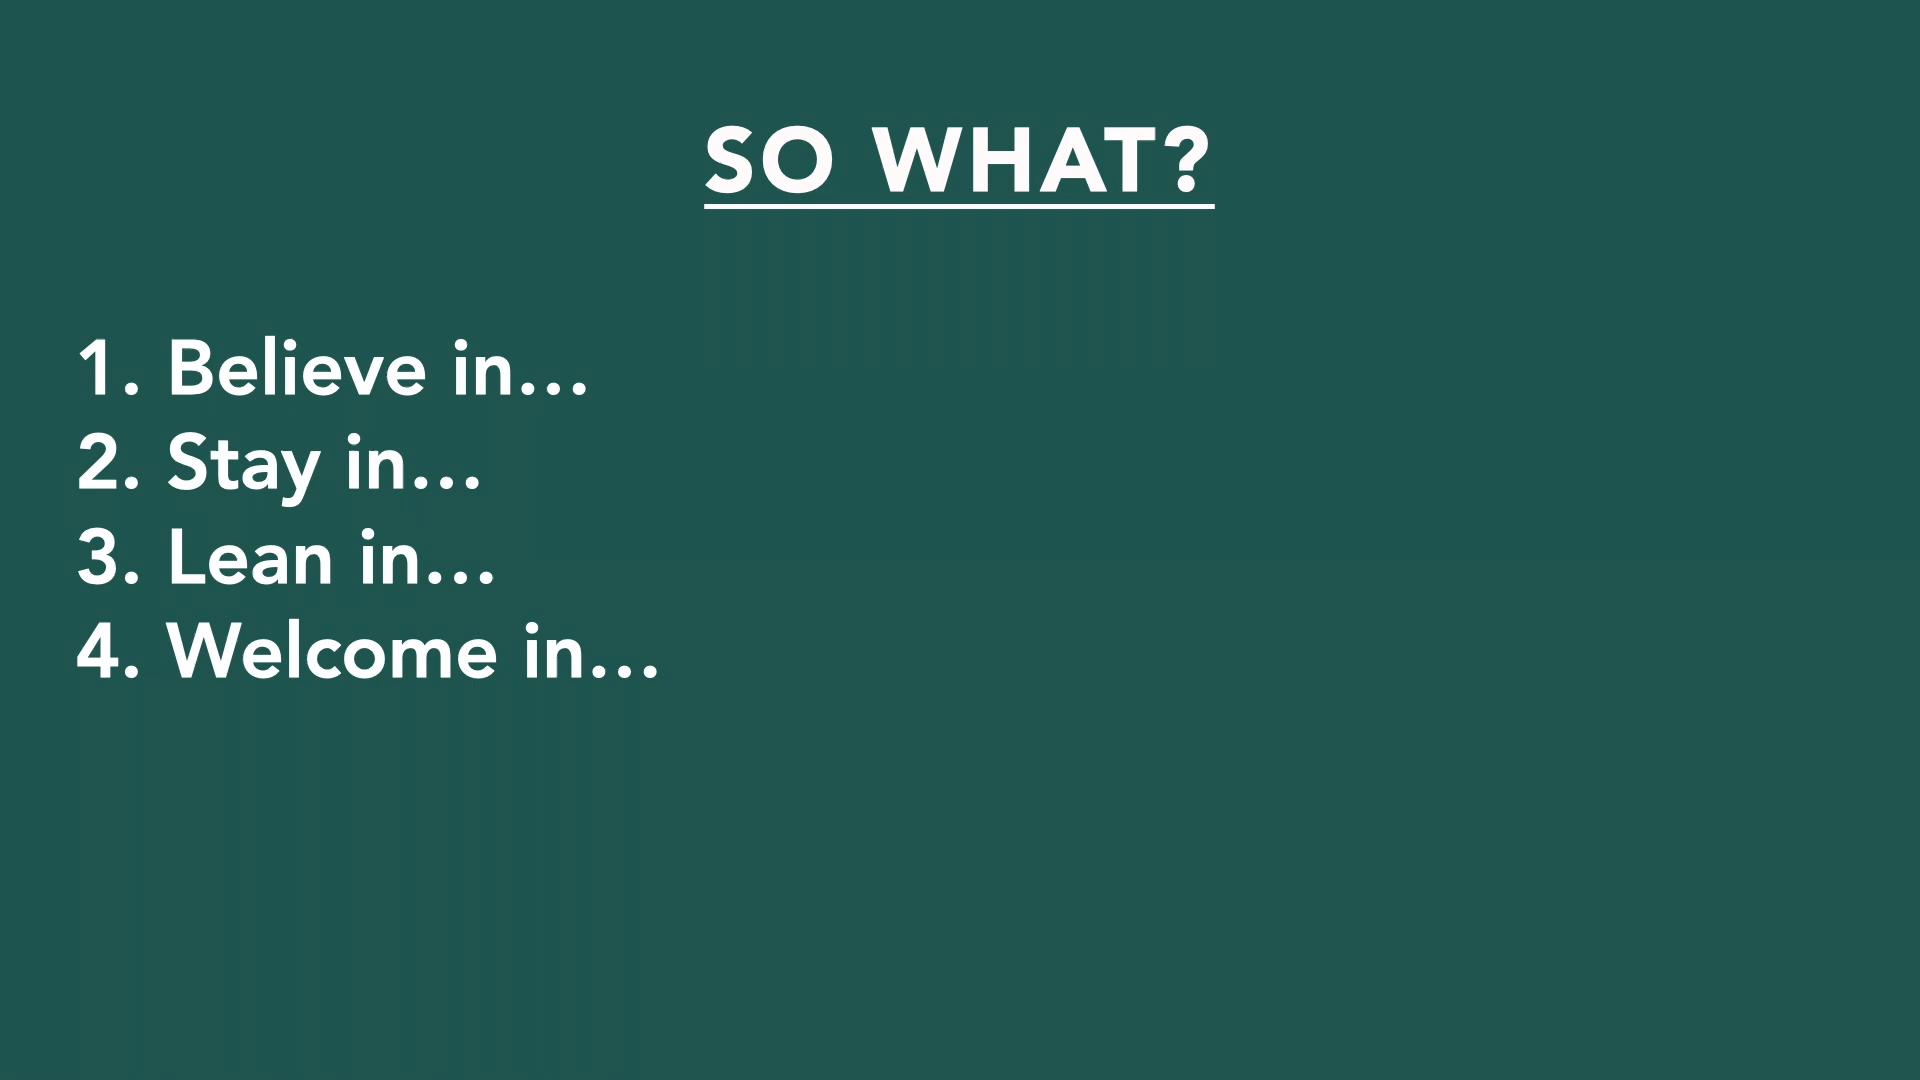 SO WHAT?
1. Believe in…
2. Stay in…
3. Lean in…
4. Welcome in…